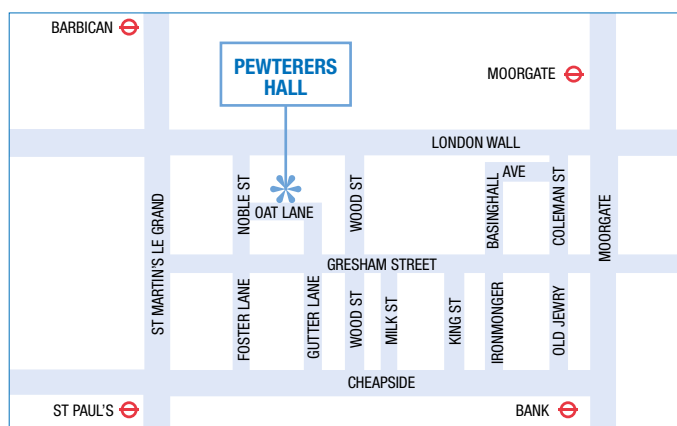 BARBICAN
PEWTERERS
HALL
MOORGATE
LONDON WALL
ST MARTIN'S LE GRAND
NOBLE ST
OAT LANE
WOOD ST
BASINGHALL
AVE
COLEMAN ST
MOORGATE
GRESHAM STREET
FOSTER LANE
GUTTER LANE
WOOD ST
MILK ST
KING ST
IRONMONGER
OLD JEWRY
CHEAPSIDE
ST PAUL'S
BANK